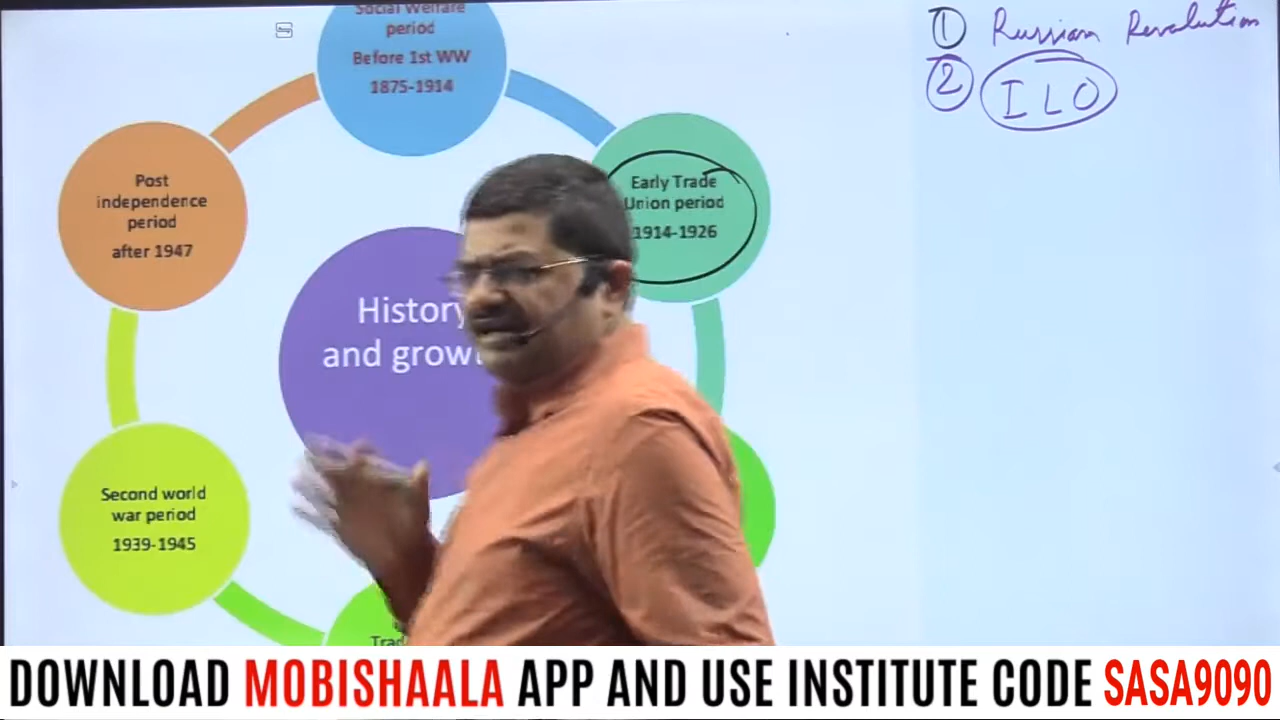 Social Welfare
period
Before 1st WW
1875-1914
① Russian Revolution
② ILO
Early Trade
Union period
1914-1926
Post
independence
period
after 1947
History
and
Second world
war period
1939-1945
DOWNLOAD MOBISHAALA APP AND USE INSTITUTE CODE SASA9090